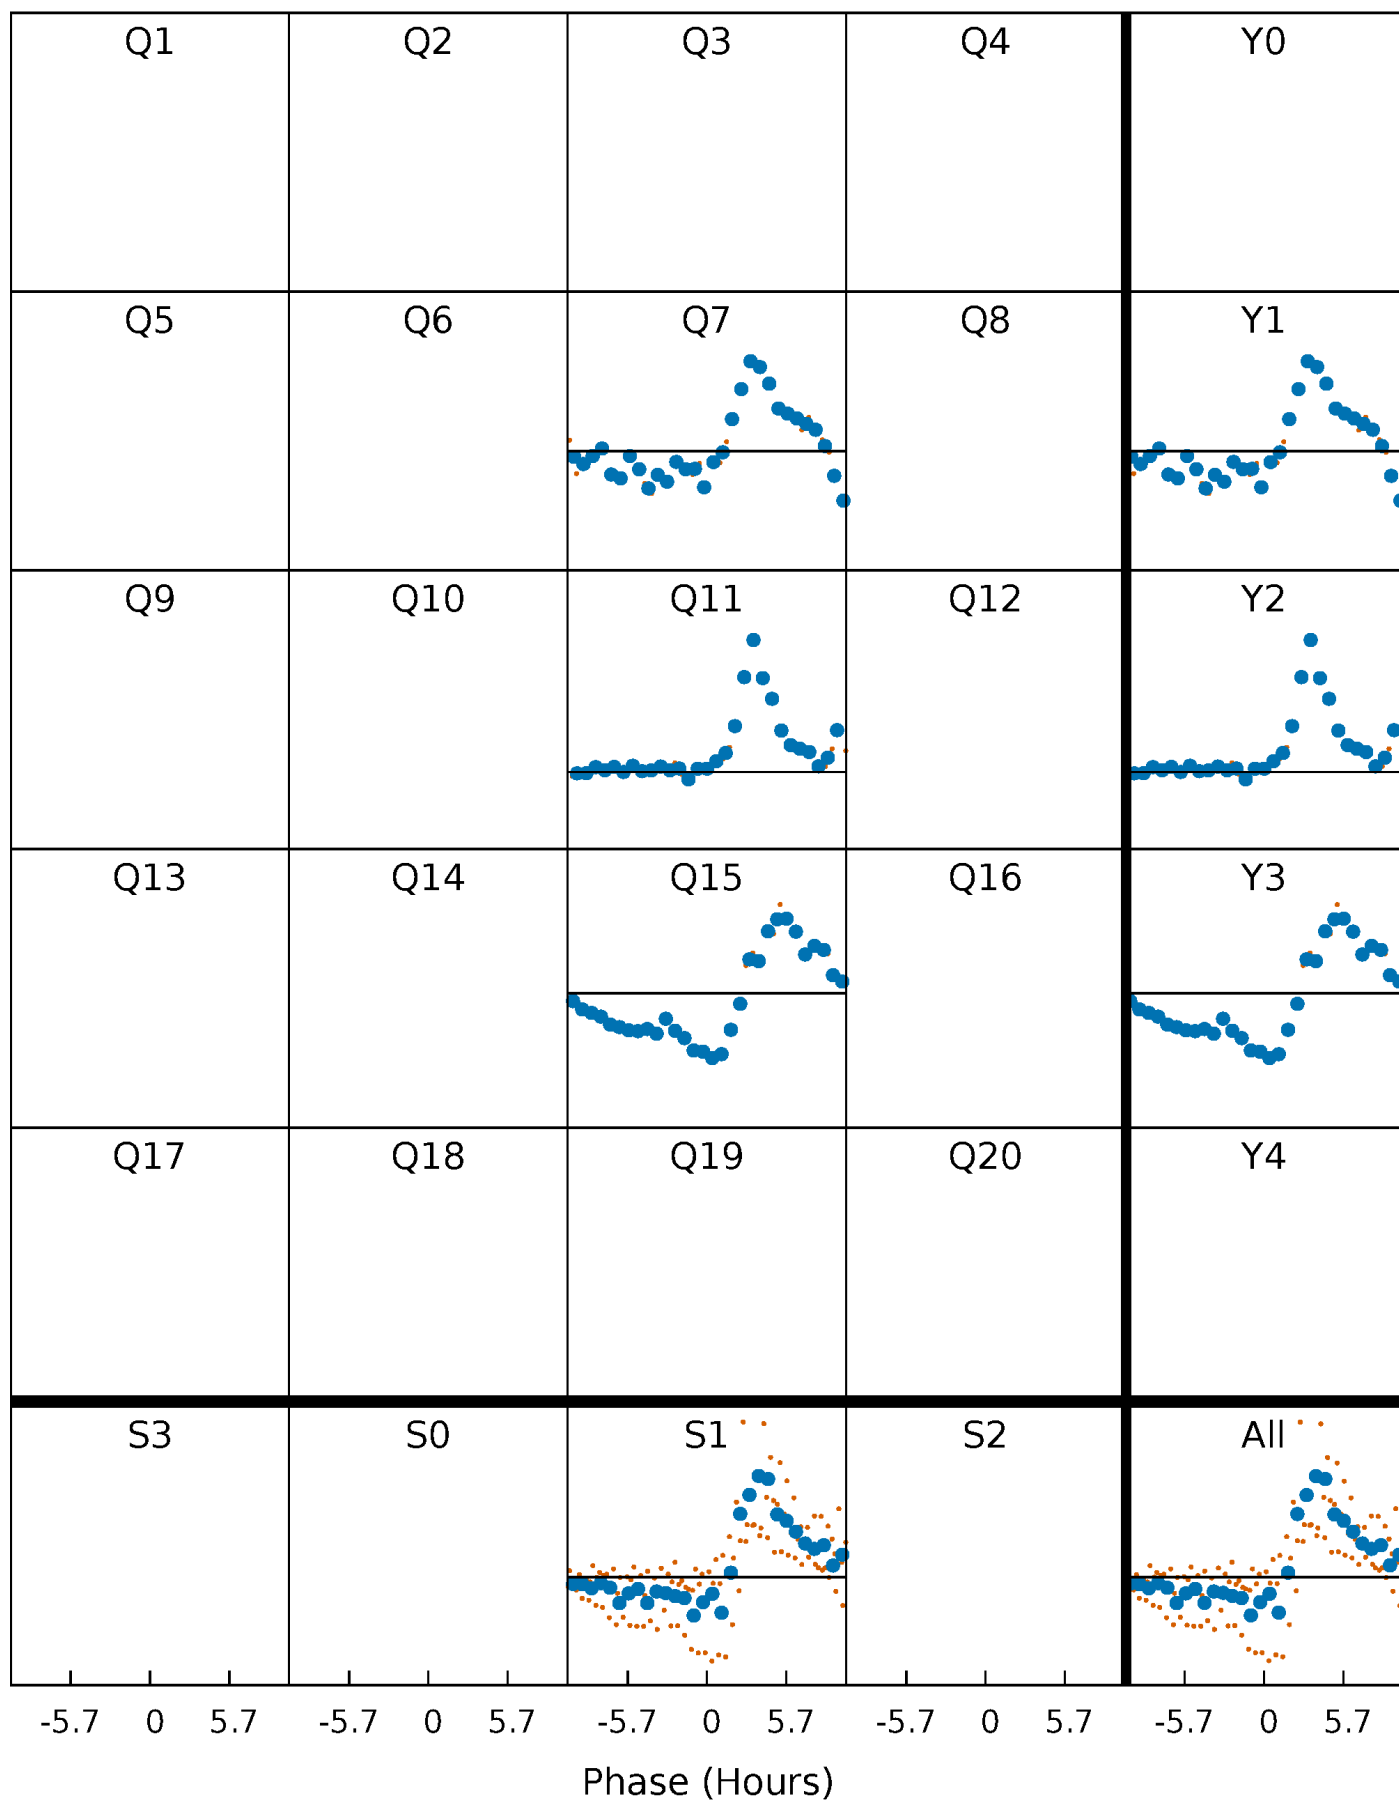 Q1 Q2 Q3 Q4 Y0
Q5 Q6 Q7 Q8 Y1
Q9 Q10 Q11 Q12 Y2
Q13 Q14 Q15 Q16 Y3
Q17 Q18 Q19 Q20 Y4
S3 S0 S1 S2 All
-5.7 0 5.7 -5.7 0 5.7 -5.7 0 5.7 -5.7 0 5.7 -5.7 0 5.7
Phase (Hours)